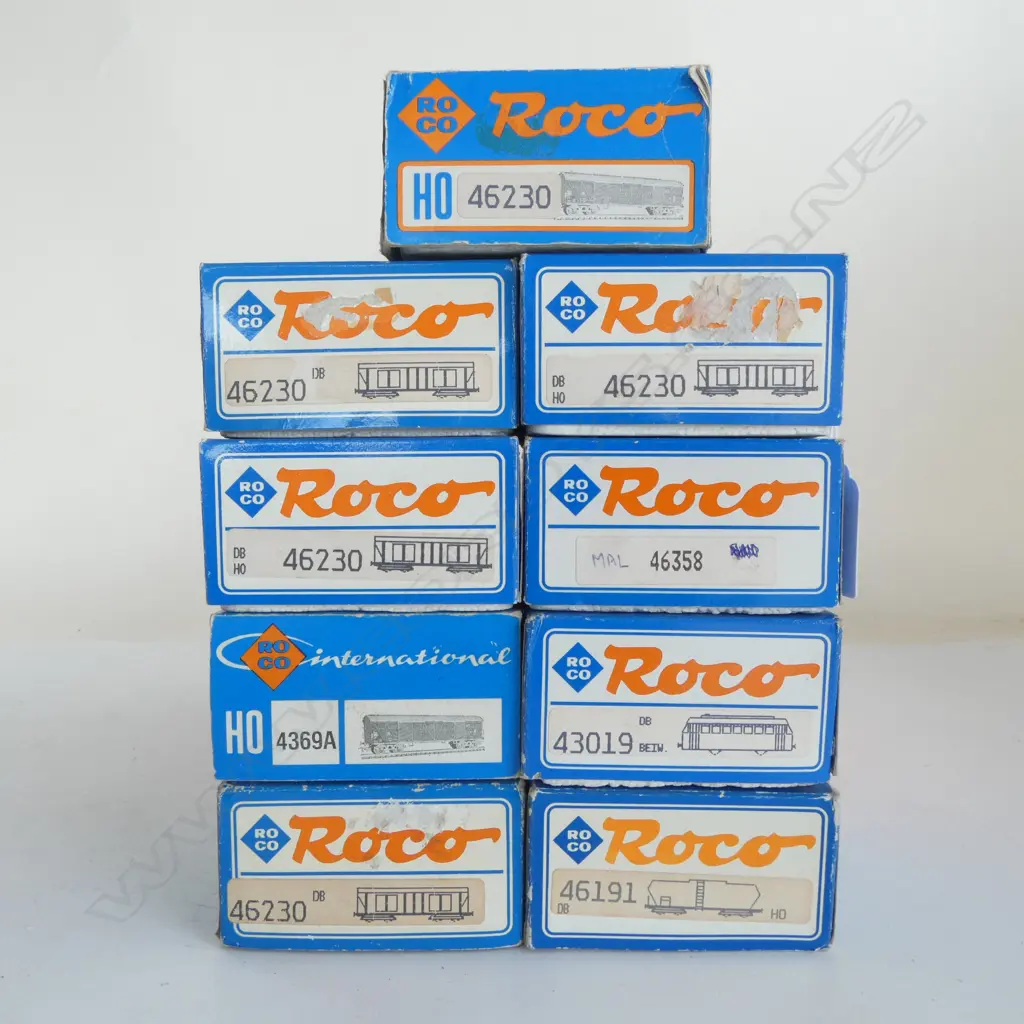 RO CO Roco
HO 46230
RO CO Roco
46230 DB
RO CO Roco
DB HO 46230
RO CO Roco
DB HO 46230
RO CO Roco
MAL 46358
RO CO international
HO 4369A
RO CO Roco
43019 DB BEIW.
RO CO Roco
46230 DB
RO CO Roco
46191
DB HO